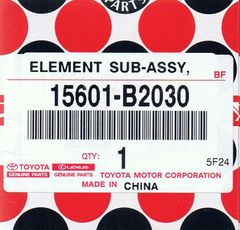 PARTS
ELEMENT SUB-ASSY,
BF
15601-B2030
QTY: 1
5F24
TOYOTA LEXUS
GENUINE PARTS GENUINE PARTS
TOYOTA MOTOR CORPORATION
MADE IN CHINA